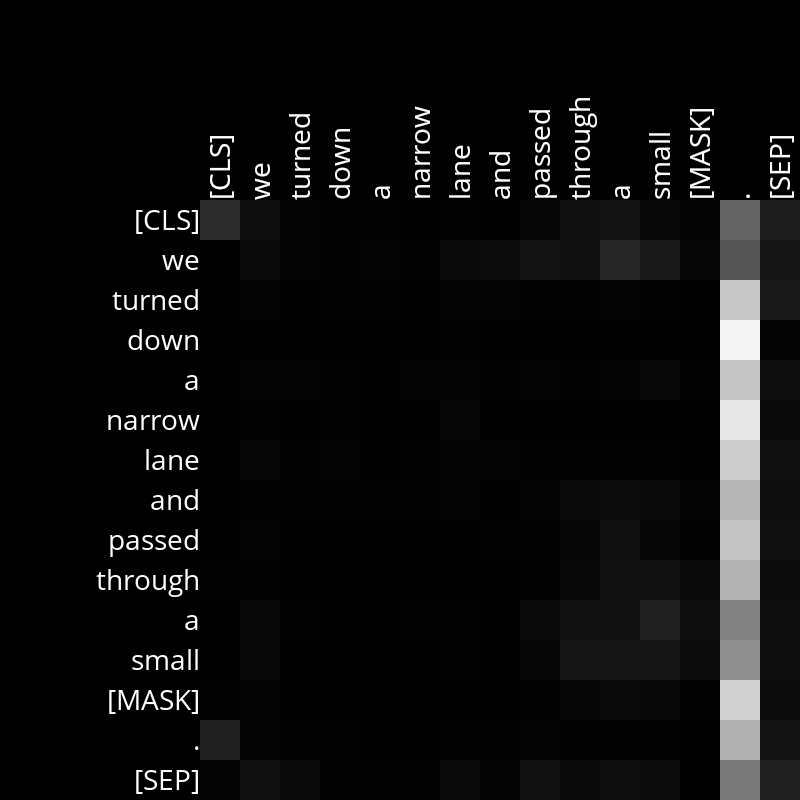 [CLS] we turned down a narrow lane and passed through a small [MASK] . [SEP]
[CLS]
we
turned
down
a
narrow
lane
and
passed
through
a
small
[MASK]
.
[SEP]